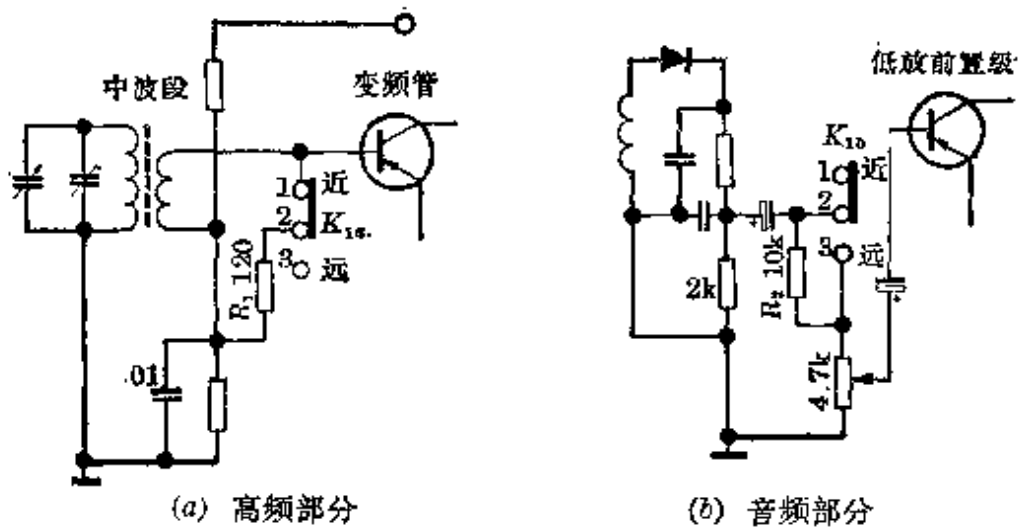 中波段
变频管
1
近
2
K₁ₐ.
3
远
R₁ 120
.01
(a) 高频部分
低放前置级
K₁b
1
近
2
3
远
2k
R₂ 10k
4.7k
(b) 音频部分